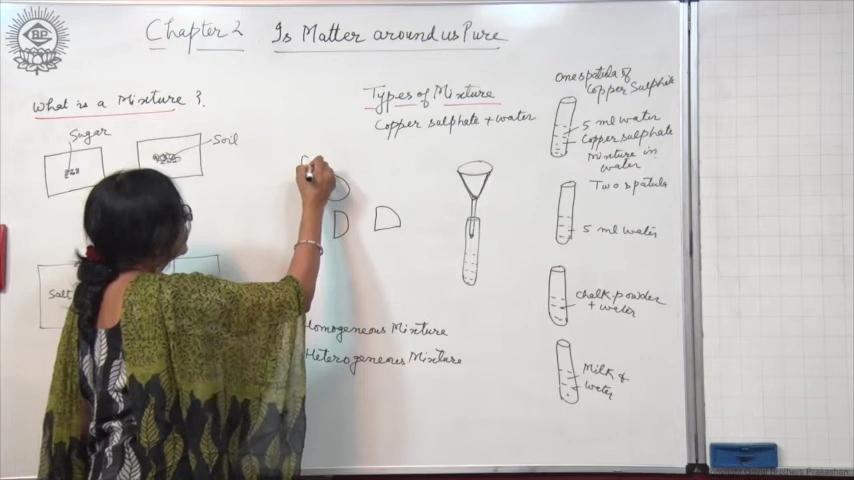 Chapter 2 Is Matter around us Pure
What is a Mixture ?
Sugar
Soil
Salt
Types of Mixture
Copper sulphate + water
Homogeneous Mixture
Heterogeneous Mixture
One spatula of
Copper Sulphate
5 ml water
Copper sulphate
Mixture in
water
Two spatula
5 ml water
chalk powder
+ water
Milk &
water